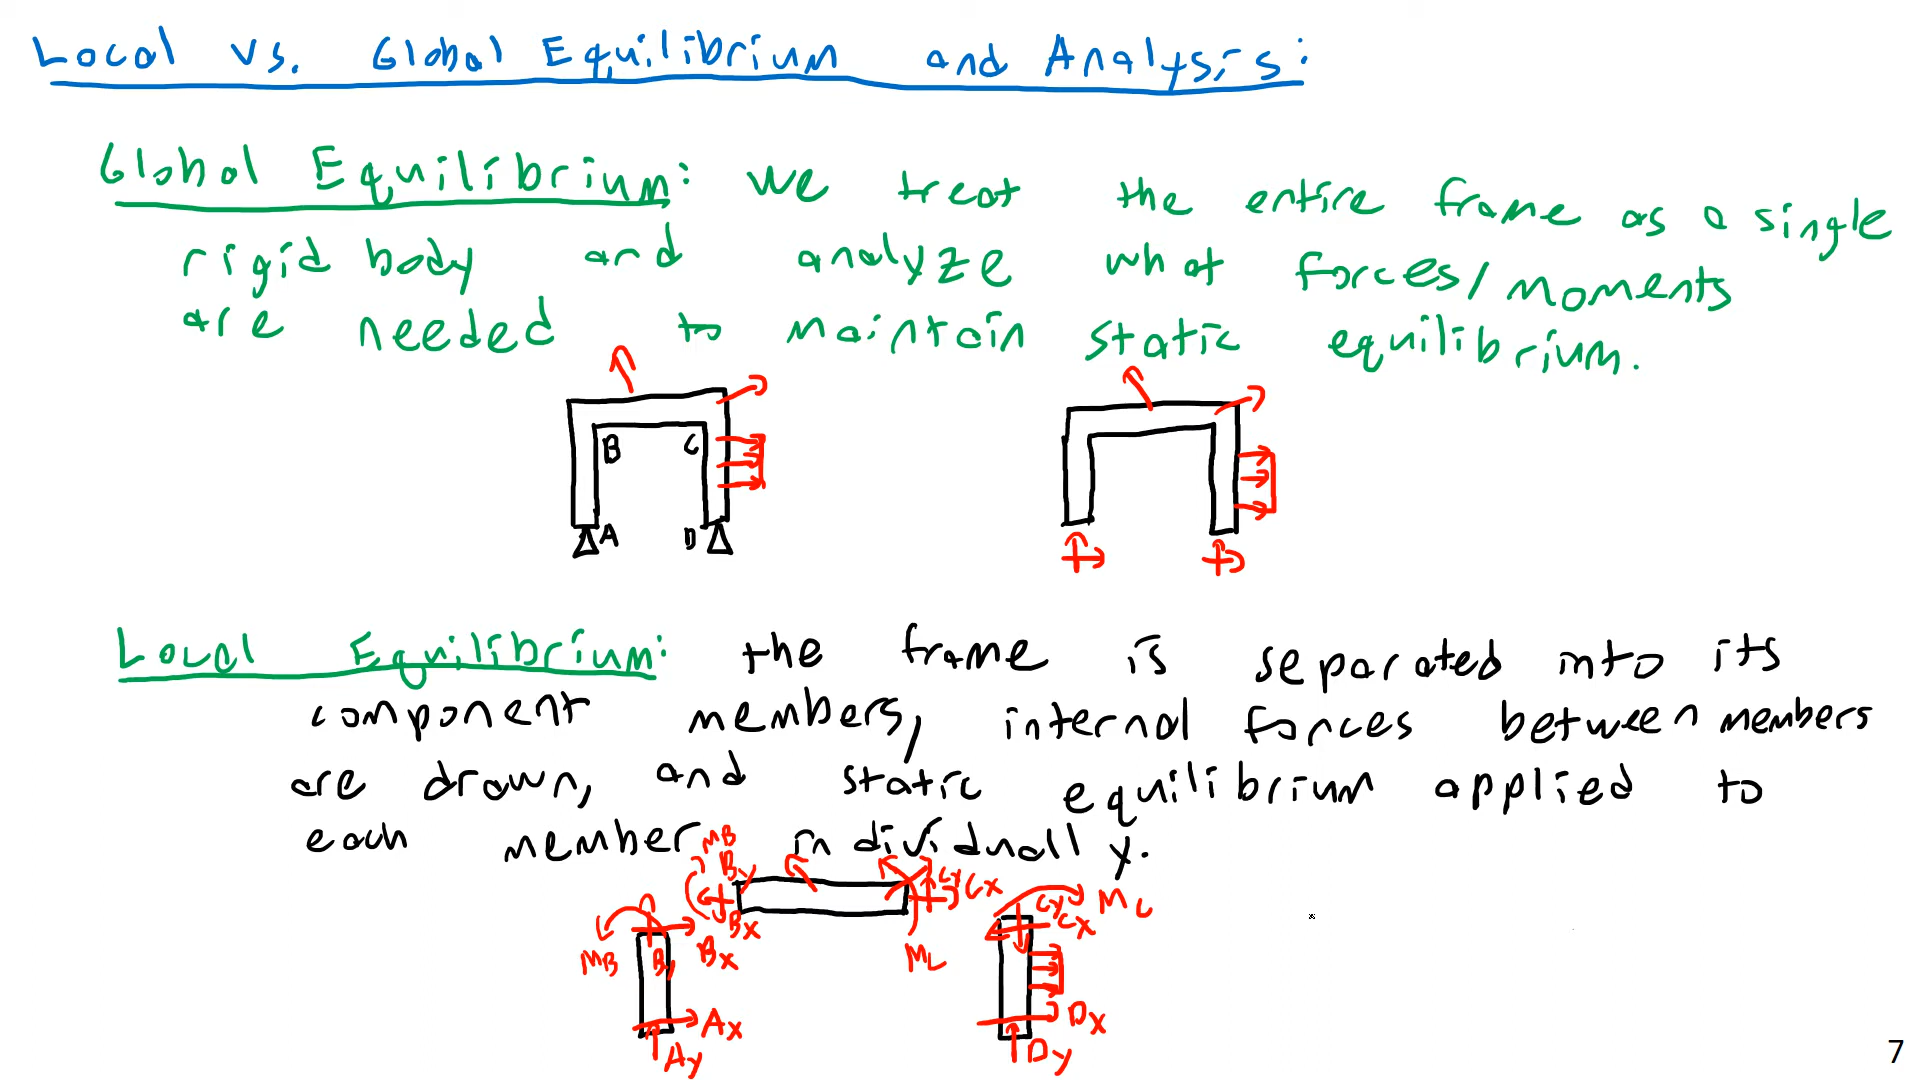 Local vs. Global Equilibrium and Analysis:
Global Equilibrium: we treat the entire frame as a single
rigid body and analyze what forces/moments
are needed to maintain static equilibrium.
B C
A D
Local Equilibrium: the frame is separated into its
component members, internal forces between members
are drawn, and static equilibrium applied to
each member individually.
MB
By Cy Cx
Bx
Mc
Cy Mc
Cx
MB By Bx
Ax
Ay
Dx
Dy
7